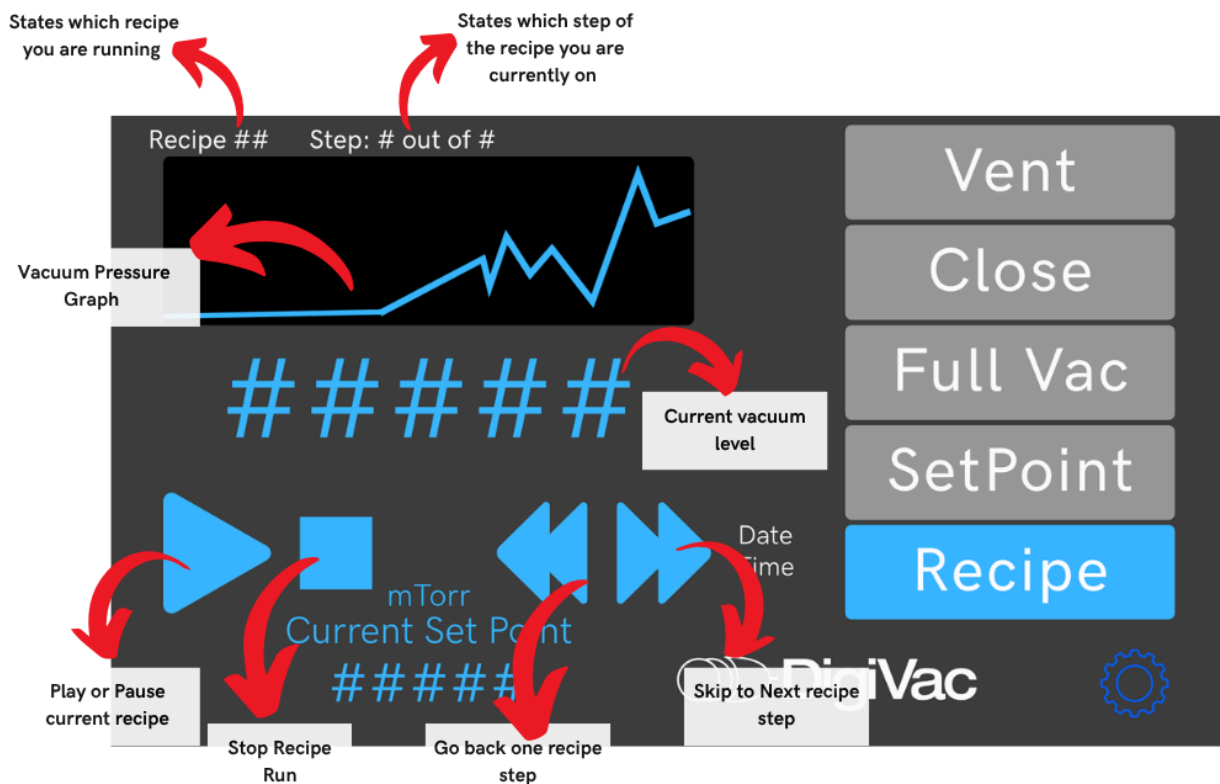 States which recipe
you are running
States which step of
the recipe you are
currently on
Recipe ##
Step: # out of #
Vent
Close
Full Vac
SetPoint
Recipe
Vacuum Pressure
Graph
#####
Current vacuum
level
Date
Time
mTorr
Current Set Point
#####
DigiVac
Play or Pause
current recipe
Stop Recipe
Run
Go back one recipe
step
Skip to Next recipe
step